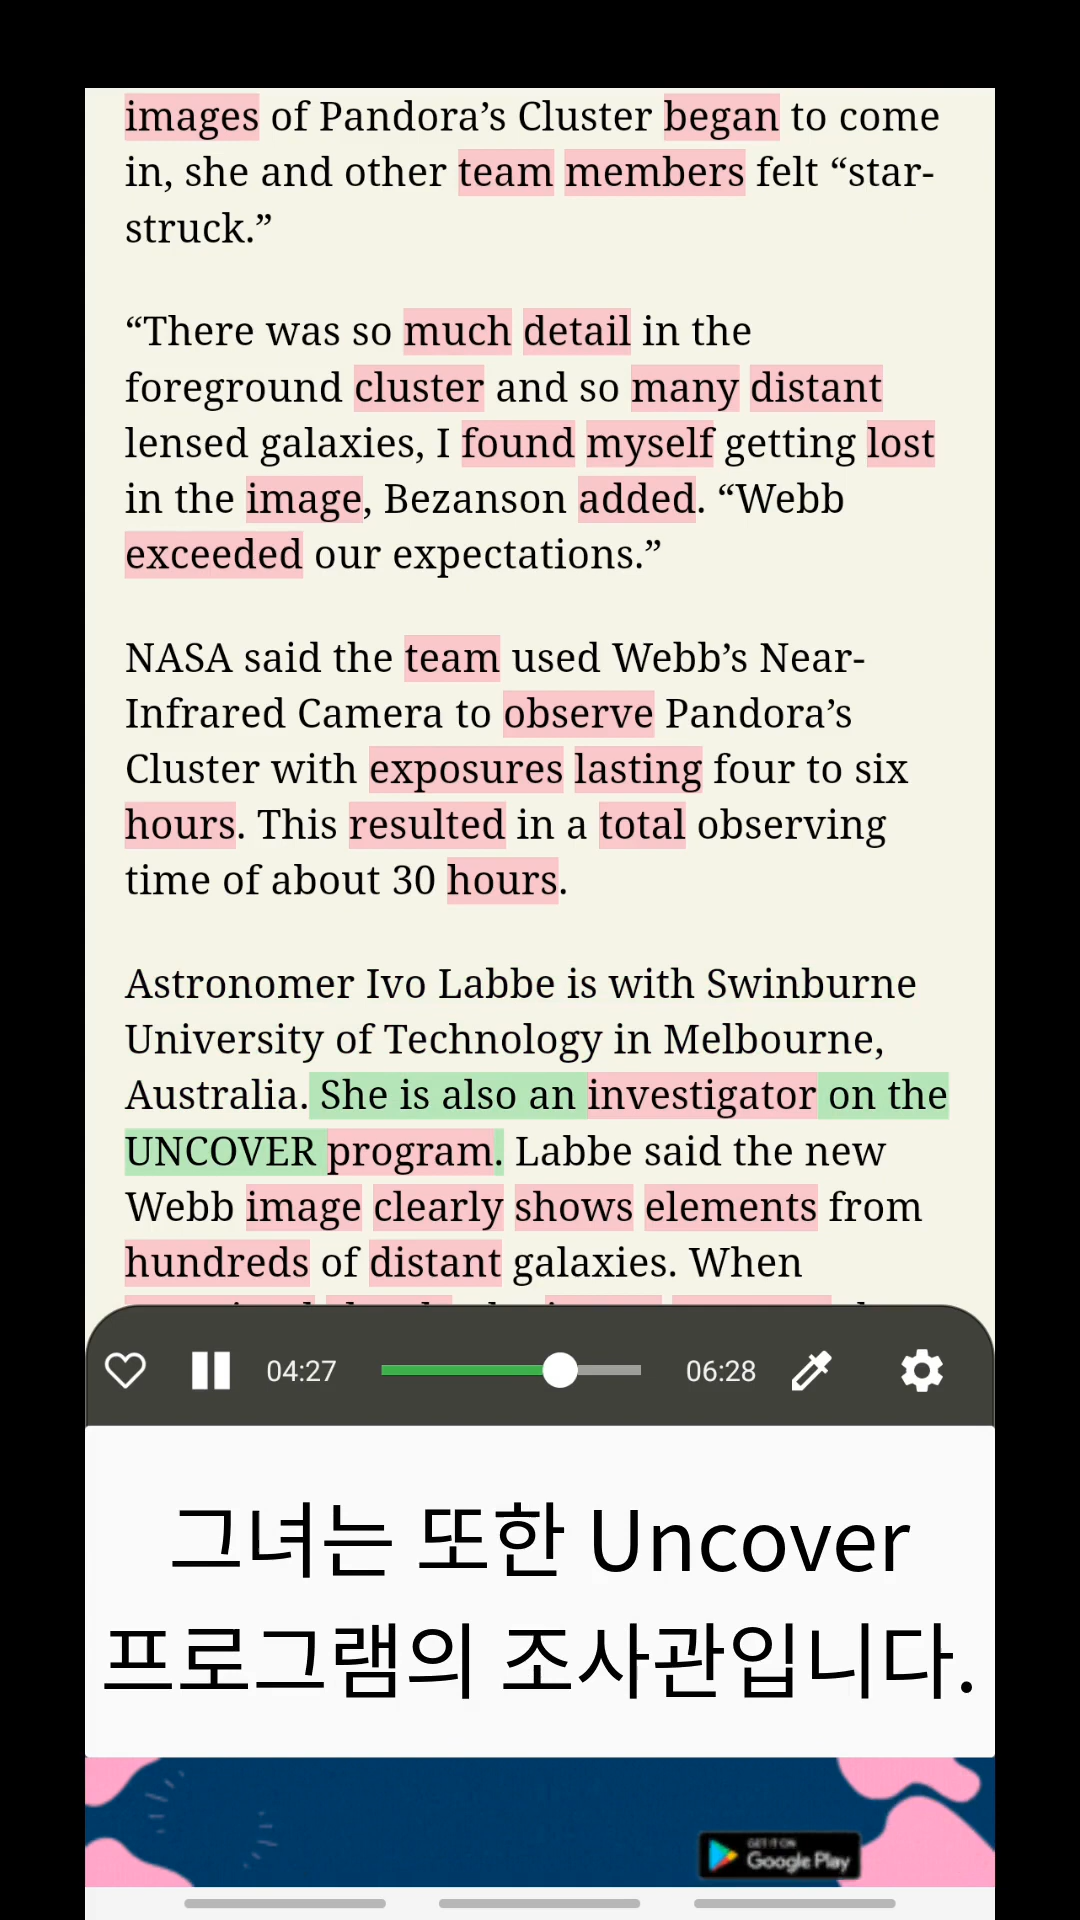 images of Pandora’s Cluster began to come
in, she and other team members felt “star-
struck.”
“There was so much detail in the
foreground cluster and so many distant
lensed galaxies, I found myself getting lost
in the image, Bezanson added. “Webb
exceeded our expectations.”
NASA said the team used Webb’s Near-
Infrared Camera to observe Pandora’s
Cluster with exposures lasting four to six
hours. This resulted in a total observing
time of about 30 hours.
Astronomer Ivo Labbe is with Swinburne
University of Technology in Melbourne,
Australia. She is also an investigator on the
UNCOVER program. Labbe said the new
Webb image clearly shows elements from
hundreds of distant galaxies. When
04:27 06:28
그녀는 또한 Uncover
프로그램의 조사관입니다.
GET IT ON
Google Play